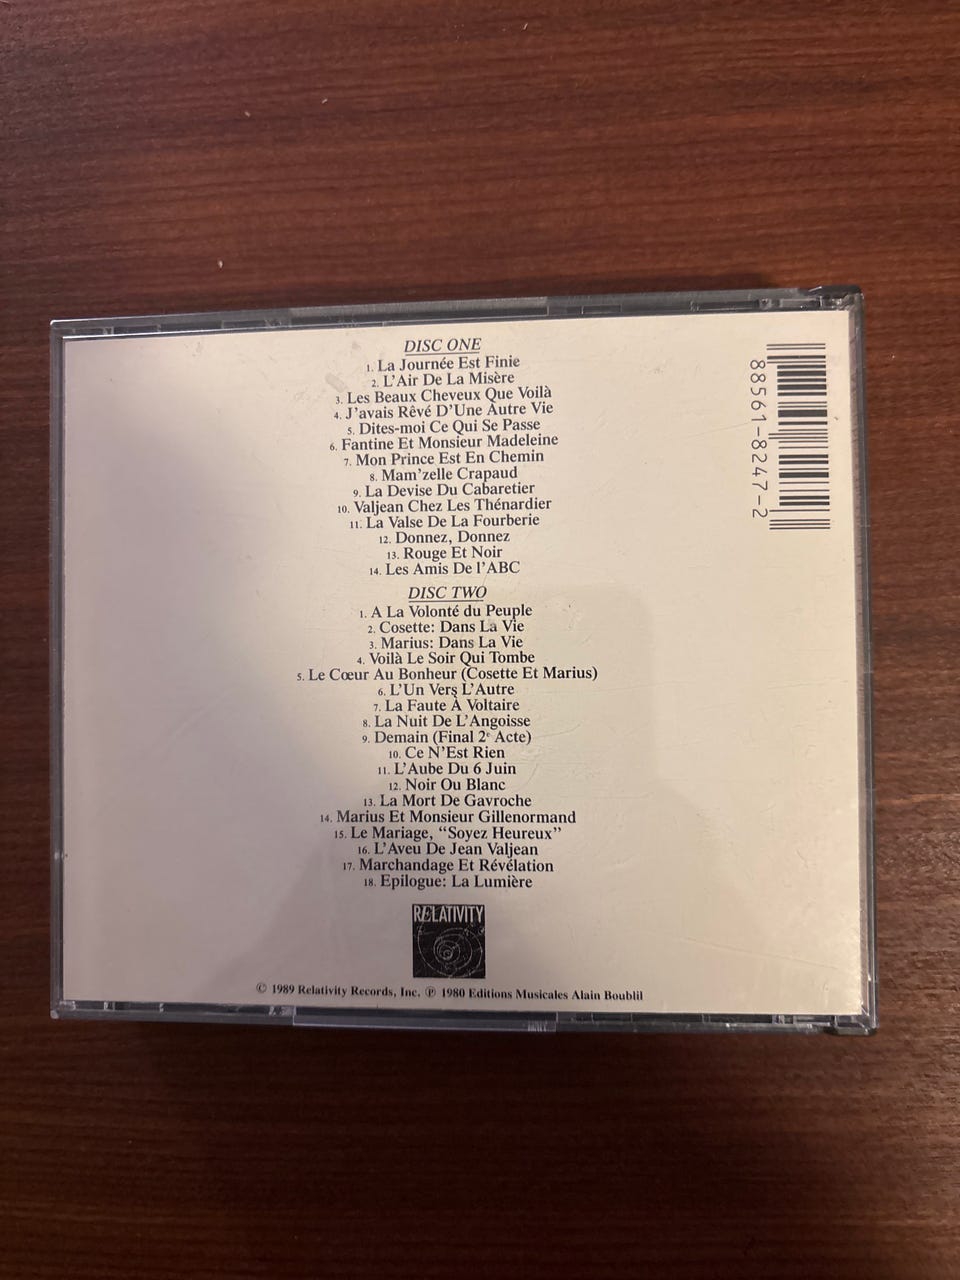 DISC ONE
1. La Journée Est Finie
2. L'Air De La Misère
3. Les Beaux Cheveux Que Voilà
4. J'avais Rêvé D'Une Autre Vie
5. Dites-moi Ce Qui Se Passe
6. Fantine Et Monsieur Madeleine
7. Mon Prince Est En Chemin
8. Mam'zelle Crapaud
9. La Devise Du Cabaretier
10. Valjean Chez Les Thénardier
11. La Valse De La Fourberie
12. Donnez, Donnez
13. Rouge Et Noir
14. Les Amis De l'ABC
DISC TWO
1. A La Volonté du Peuple
2. Cosette: Dans La Vie
3. Marius: Dans La Vie
4. Voilà Le Soir Qui Tombe
5. Le Cœur Au Bonheur (Cosette Et Marius)
6. L'Un Vers L'Autre
7. La Faute À Voltaire
8. La Nuit De L'Angoisse
9. Demain (Final 2e Acte)
10. Ce N'Est Rien
11. L'Aube Du 6 Juin
12. Noir Ou Blanc
13. La Mort De Gavroche
14. Marius Et Monsieur Gillenormand
15. Le Mariage, “Soyez Heureux”
16. L'Aveu De Jean Valjean
17. Marchandage Et Révélation
18. Epilogue: La Lumière
RELATIVITY
© 1989 Relativity Records, Inc. ℗ 1980 Editions Musicales Alain Boublil
88561-8247-2